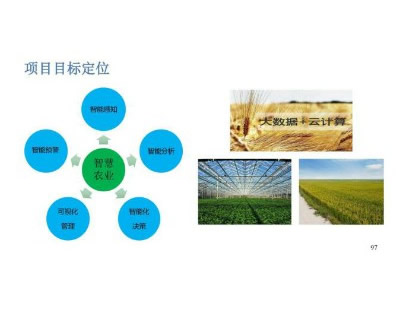 项目目标定位
智能感知
智能预警
智慧
农业
智能分析
可视化
管理
智能化
决策
大数据+云计算
97